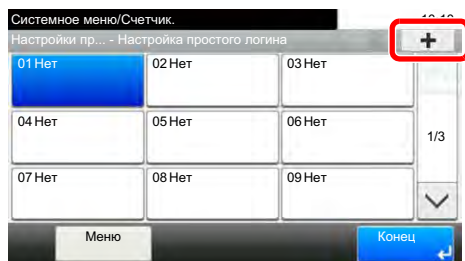 Системное меню/Счетчик.
Настройки пр... - Настройка простого логина
+
01 Нет 02 Нет 03 Нет
04 Нет 05 Нет 06 Нет
1/3
07 Нет 08 Нет 09 Нет
Меню Конец